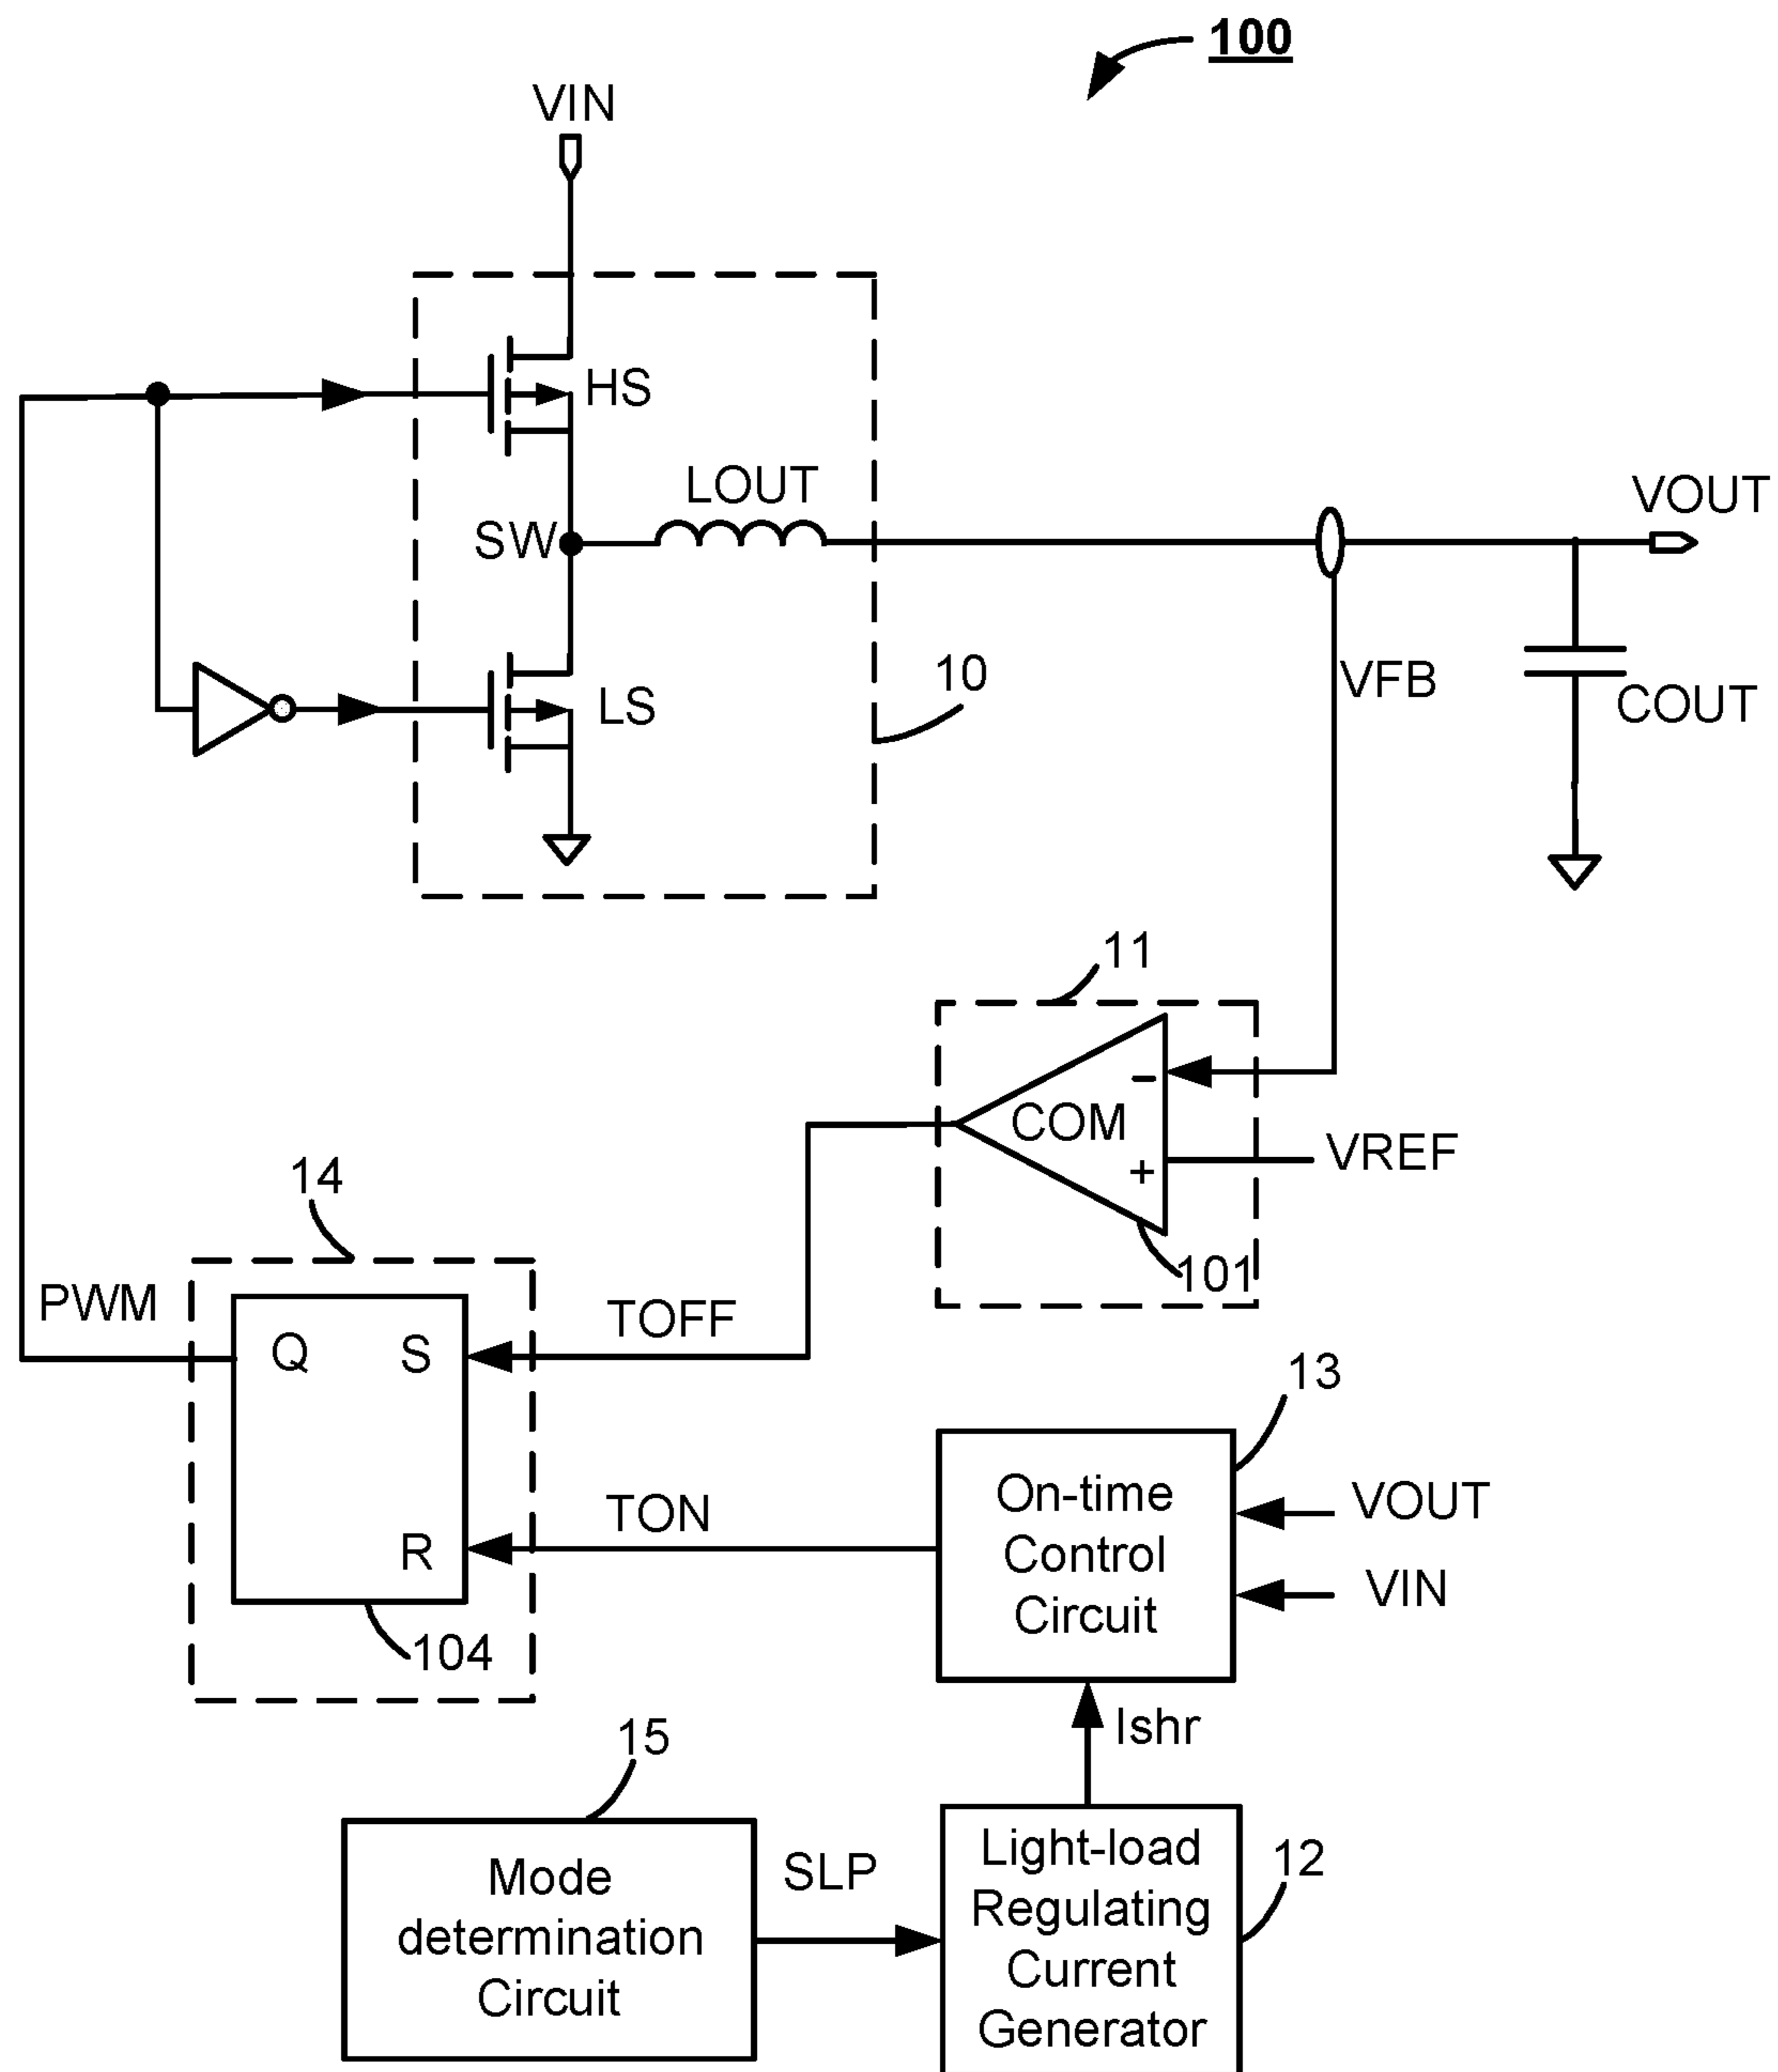 100
VIN
HS
LOUT
VOUT
SW
10
VFB
LS
COUT
11
-
COM
VREF
+
14
101
PWM
TOFF
Q
S
13
On-time
Control
Circuit
VOUT
TON
R
VIN
104
15
Ishr
Mode
determination
Circuit
SLP
Light-load
Regulating
Current
Generator
12